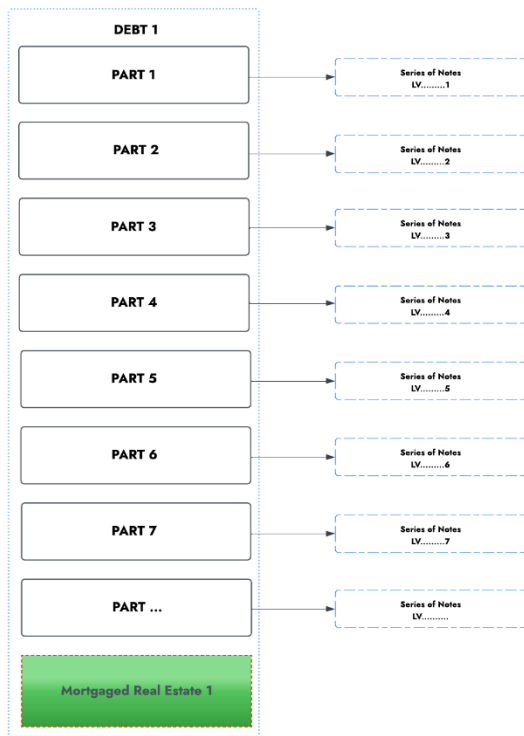 DEBT 1
PART 1
Series of Notes
LV.........1
PART 2
Series of Notes
LV.........2
PART 3
Series of Notes
LV.........3
PART 4
Series of Notes
LV.........4
PART 5
Series of Notes
LV.........5
PART 6
Series of Notes
LV.........6
PART 7
Series of Notes
LV.........7
PART ...
Series of Notes
LV..........
Mortgaged Real Estate 1